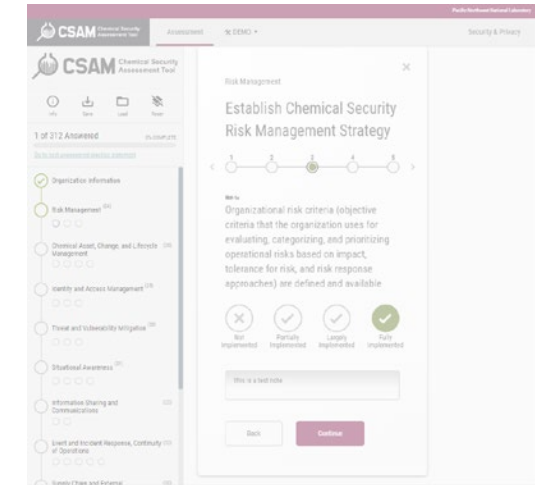 Pacific Northwest National Laboratory
CSAM Chemical Security Assessment Tool
Assessment
DEMO
Security & Privacy
CSAM Chemical Security
Assessment Tool
Info
Save
Load
Reset
1 of 312 Answered
0% COMPLETE
Organization Information
Risk Management
Chemical Asset, Change, and Lifecycle
Management
Identity and Access Management
Threat and Vulnerability Mitigation
Situational Awareness
Information Sharing and
Communications
Event and Incident Response, Continuity
of Operations
Supply Chain and External
Risk Management
Establish Chemical Security
Risk Management Strategy
1 2 3 4 5
Organizational risk criteria (objective
criteria that the organization uses for
evaluating, categorizing, and prioritizing
operational risks based on impact,
tolerance for risk, and risk response
approaches) are defined and available
Not
Implemented
Partially
Implemented
Largely
Implemented
Fully
Implemented
This is a test note
Back
Continue